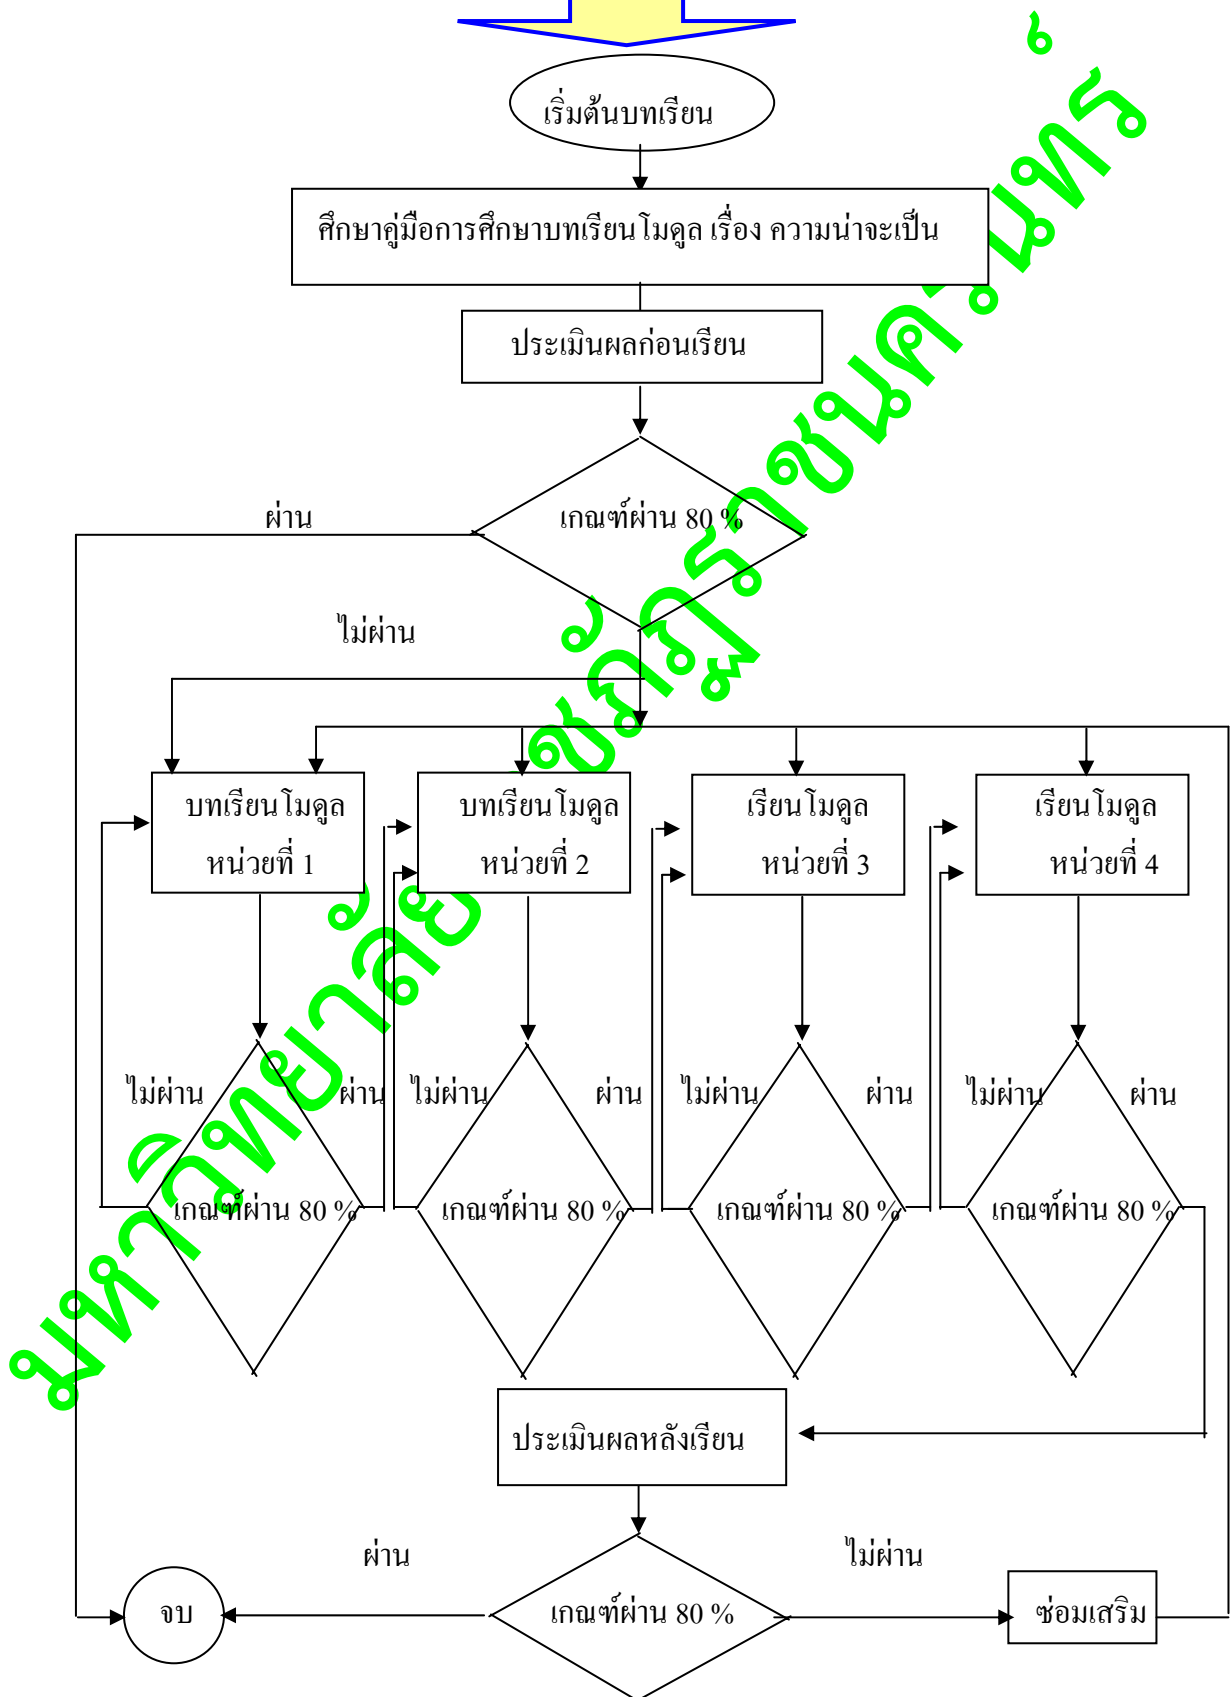 เริ่มต้นบทเรียน
ศึกษาคู่มือการศึกษาบทเรียนโมดูล เรื่อง ความน่าจะเป็น
ประเมินผลก่อนเรียน
เกณฑ์ผ่าน 80 %
ผ่าน
ไม่ผ่าน
บทเรียนโมดูล
หน่วยที่ 1
บทเรียนโมดูล
หน่วยที่ 2
เรียนโมดูล
หน่วยที่ 3
เรียนโมดูล
หน่วยที่ 4
ไม่ผ่าน
ผ่าน
ไม่ผ่าน
ผ่าน
ไม่ผ่าน
ผ่าน
ไม่ผ่าน
ผ่าน
เกณฑ์ผ่าน 80 %
เกณฑ์ผ่าน 80 %
เกณฑ์ผ่าน 80 %
เกณฑ์ผ่าน 80 %
ประเมินผลหลังเรียน
ผ่าน
ไม่ผ่าน
จบ
เกณฑ์ผ่าน 80 %
ซ่อมเสริม
มหาวิทยาลัยราชภัฏราชนครินทร์